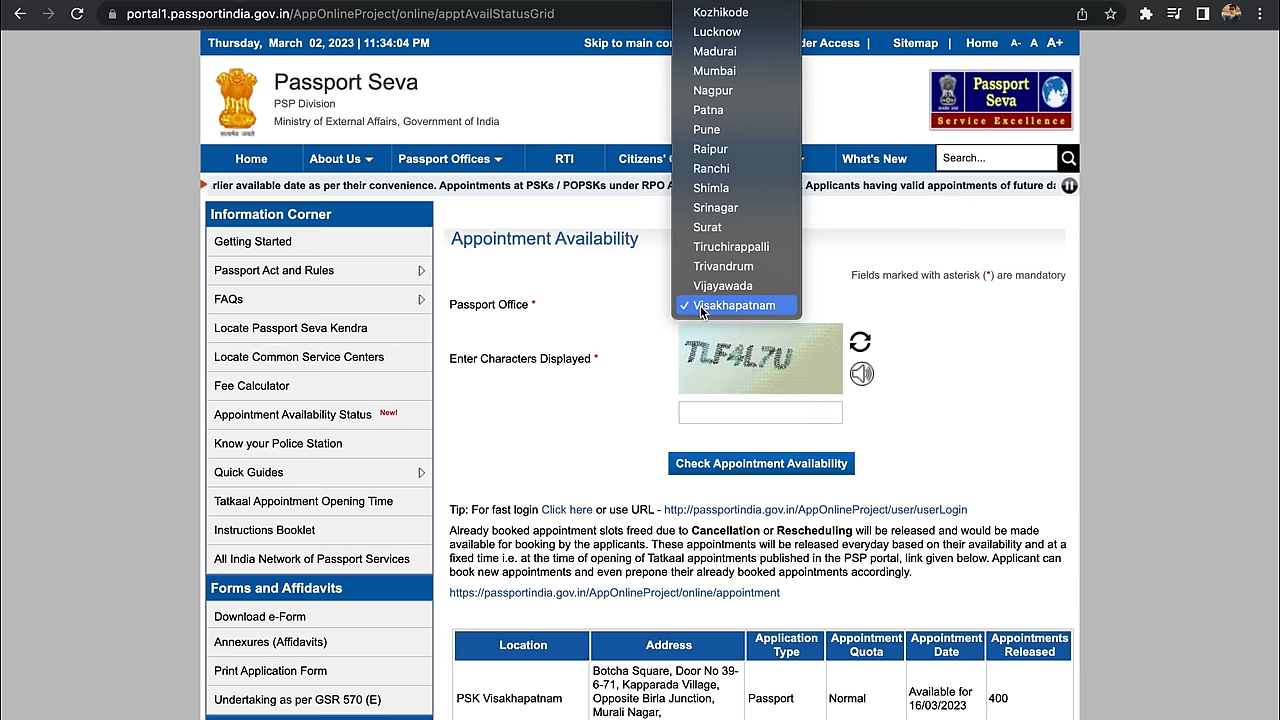 portal1.passportindia.gov.in/AppOnlineProject/online/apptAvailStatusGrid
Thursday, March 02, 2023 | 11:34:04 PM
Skip to main
Access | Sitemap | Home A- A A+
Passport Seva
PSP Division
Ministry of External Affairs, Government of India
सत्यमेव जयते
Passport
Seva
Service Excellence
Home
About Us
Passport Offices
RTI
Citizens'
What's New
Search...
available date as per their convenience. Appointments at PSKs / POPSKs under RPO
Applicants having valid appointments of future
Kozhikode
Lucknow
Madurai
Mumbai
Nagpur
Patna
Pune
Raipur
Ranchi
Shimla
Srinagar
Surat
Tiruchirappalli
Trivandrum
Vijayawada
✓ Visakhapatnam
Information Corner
Getting Started
Passport Act and Rules
FAQs
Locate Passport Seva Kendra
Locate Common Service Centers
Fee Calculator
Appointment Availability Status New!
Know your Police Station
Quick Guides
Tatkaal Appointment Opening Time
Instructions Booklet
All India Network of Passport Services
Forms and Affidavits
Download e-Form
Annexures (Affidavits)
Print Application Form
Undertaking as per GSR 570 (E)
Appointment Availability
Fields marked with asterisk (*) are mandatory
Passport Office *
Enter Characters Displayed *
TLF4L7U
Check Appointment Availability
Tip: For fast login Click here or use URL - http://passportindia.gov.in/AppOnlineProject/user/userLogin
Already booked appointment slots freed due to Cancellation or Rescheduling will be released and would be made
available for booking by the applicants. These appointments will be released everyday based on their availability and at a
fixed time i.e. at the time of opening of Tatkaal appointments published in the PSP portal, link given below. Applicant can
book new appointments and even prepone their already booked appointments accordingly.
https://passportindia.gov.in/AppOnlineProject/online/appointment
Location
Address
Application
Type
Appointment
Quota
Appointment
Date
Appointments
Released
PSK Visakhapatnam
Botcha Square, Door No 39-
6-71, Kapparada Village,
Opposite Birla Junction,
Murali Nagar,
Passport
Normal
Available for
16/03/2023
400